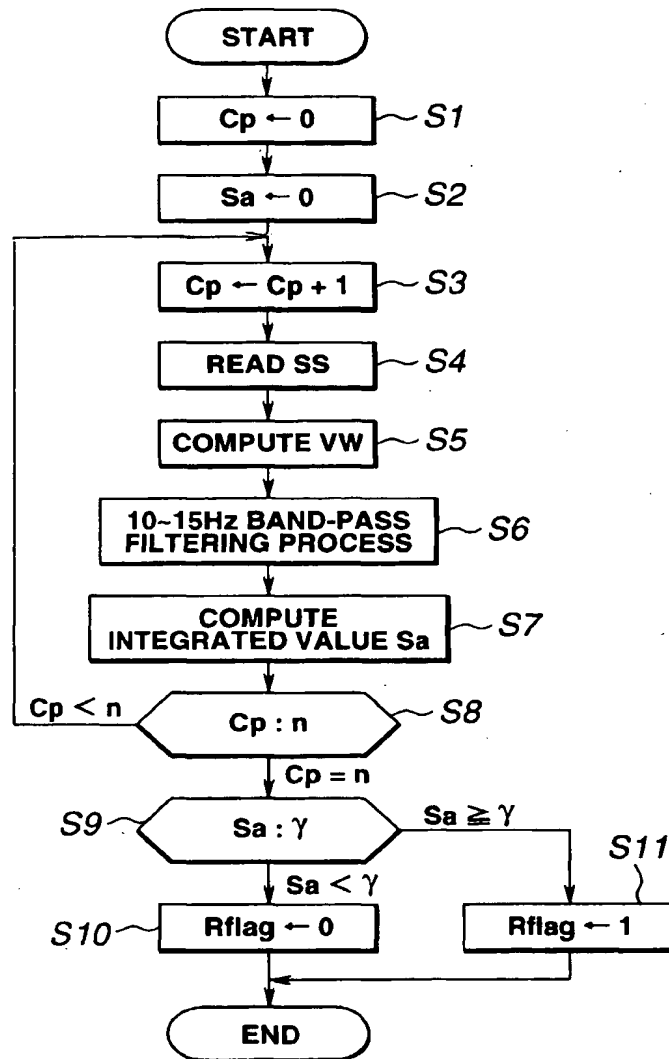 START
Cp ← 0
S1
Sa ← 0
S2
Cp ← Cp + 1
S3
READ SS
S4
COMPUTE VW
S5
10~15Hz BAND-PASS
FILTERING PROCESS
S6
COMPUTE
INTEGRATED VALUE Sa
S7
Cp < n
Cp : n
S8
Cp = n
S9
Sa : γ
Sa ≧ γ
S11
Sa < γ
S10
Rflag ← 0
Rflag ← 1
END